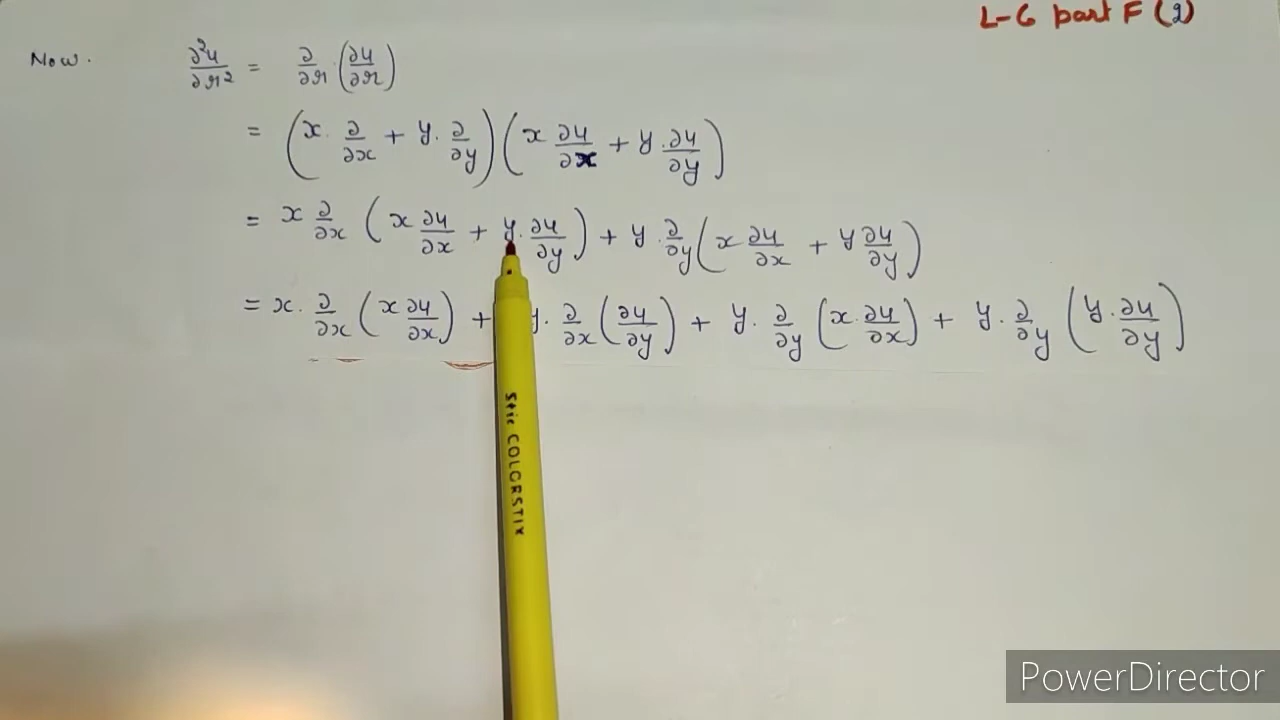 L-6 part F (2)
Now. ∂²u/∂r² = ∂/∂r · (∂u/∂r)
= (x · ∂/∂x + y · ∂/∂y) (x ∂u/∂x + y · ∂u/∂y)
= x ∂/∂x (x ∂u/∂x + y · ∂u/∂y) + y · ∂/∂y (x ∂u/∂x + y ∂u/∂y)
= x · ∂/∂x (x ∂u/∂x) + y · ∂/∂x (∂u/∂y) + y · ∂/∂y (x · ∂u/∂x) + y · ∂/∂y (y · ∂u/∂y)
Stic COLORSTIX
PowerDirector